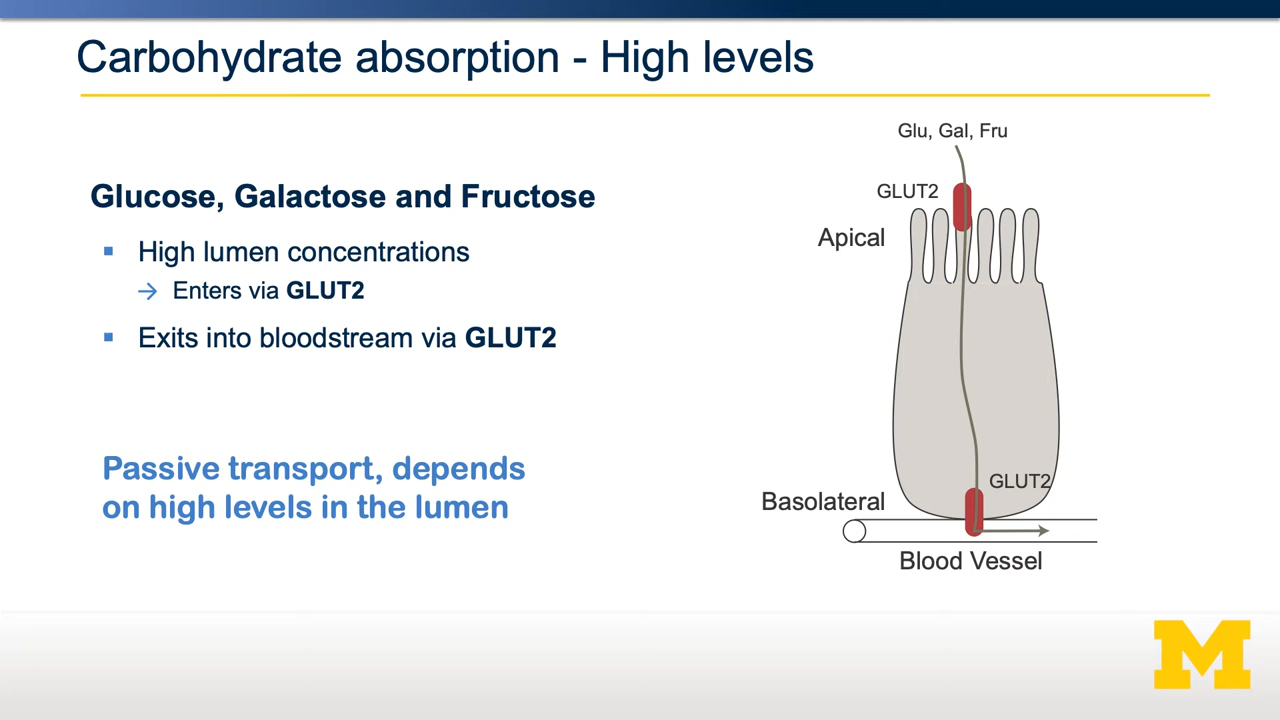 Carbohydrate absorption - High levels
Glucose, Galactose and Fructose
▪ High lumen concentrations
→ Enters via GLUT2
▪ Exits into bloodstream via GLUT2
Passive transport, depends
on high levels in the lumen
Glu, Gal, Fru
GLUT2
Apical
GLUT2
Basolateral
Blood Vessel
M